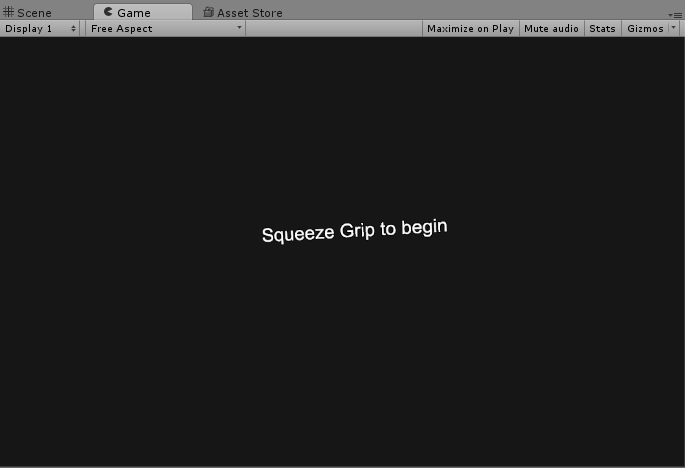 Scene Game Asset Store
Display 1 Free Aspect Maximize on Play Mute audio Stats Gizmos
Squeeze Grip to begin